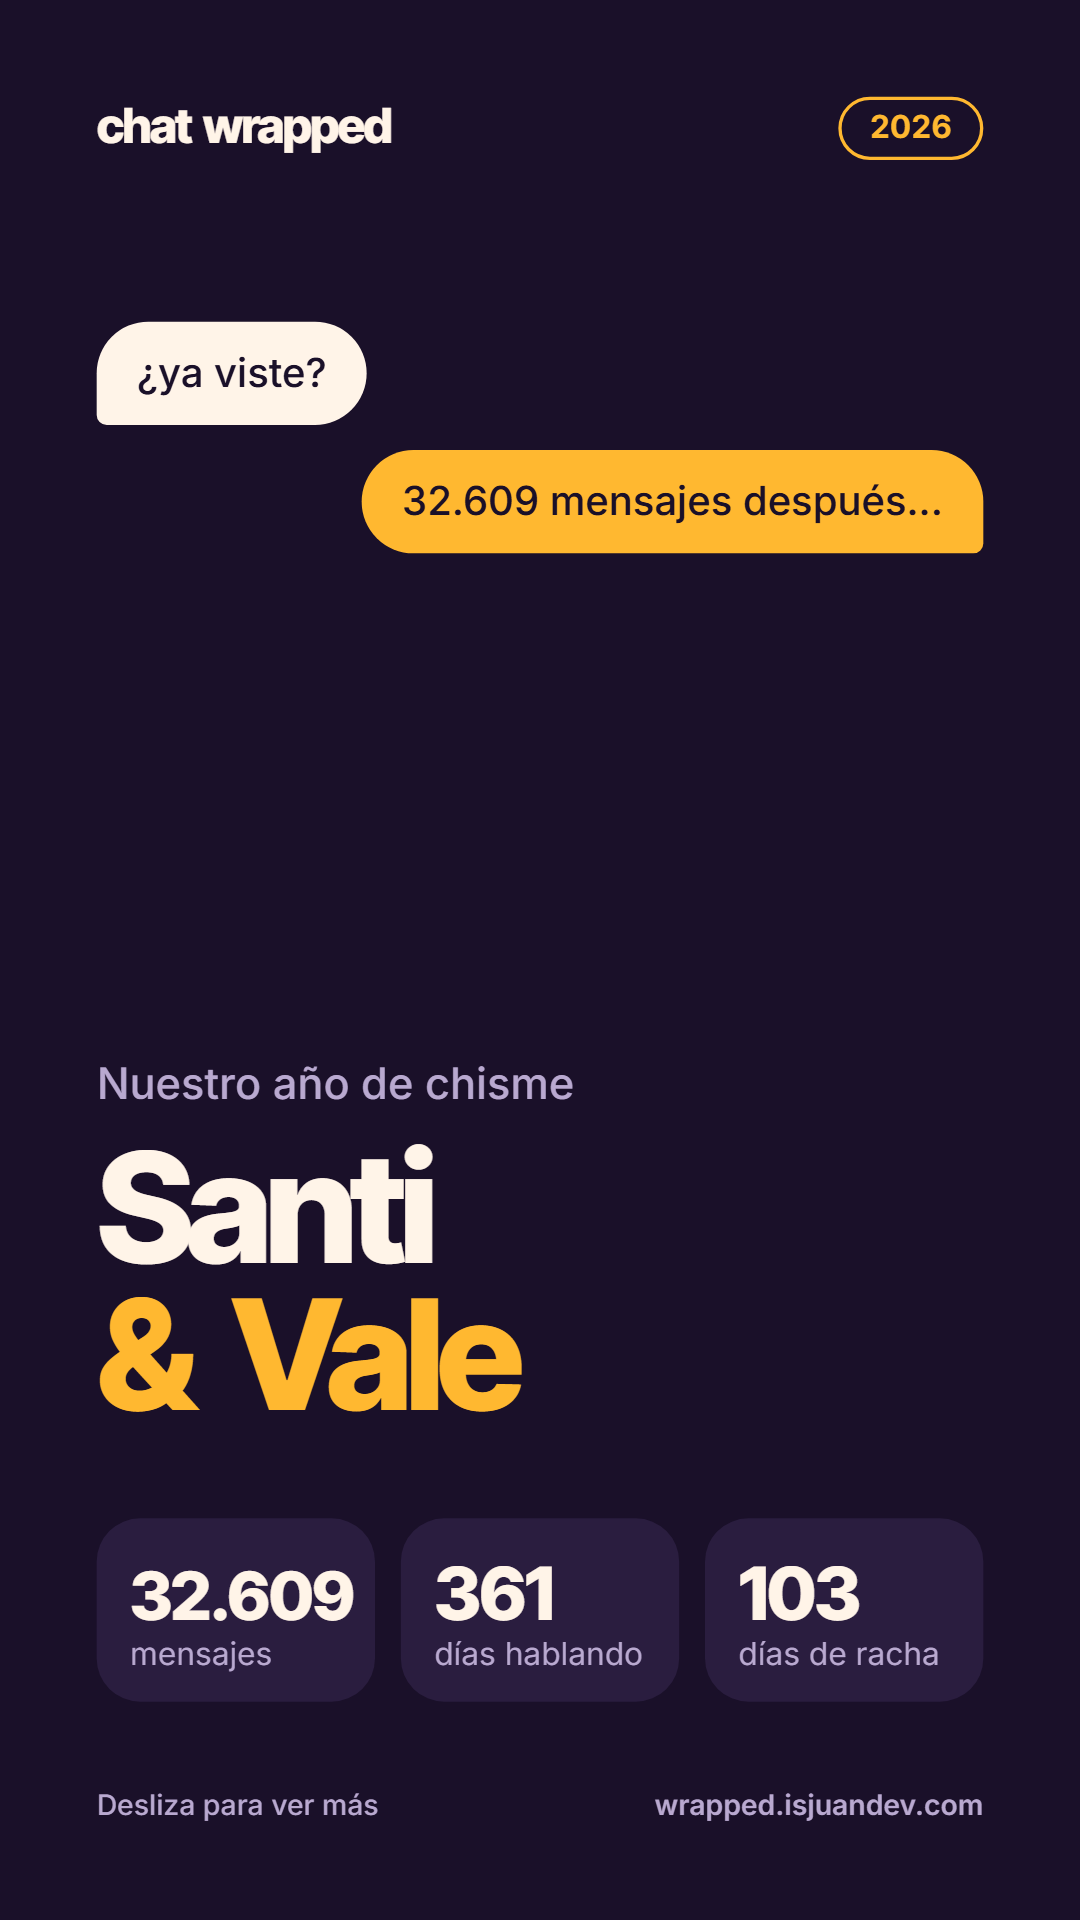 chat wrapped
2026
¿ya viste?
32.609 mensajes después...
Nuestro año de chisme
Santi
& Vale
32.609
mensajes
361
días hablando
103
días de racha
Desliza para ver más
wrapped.isjuandev.com